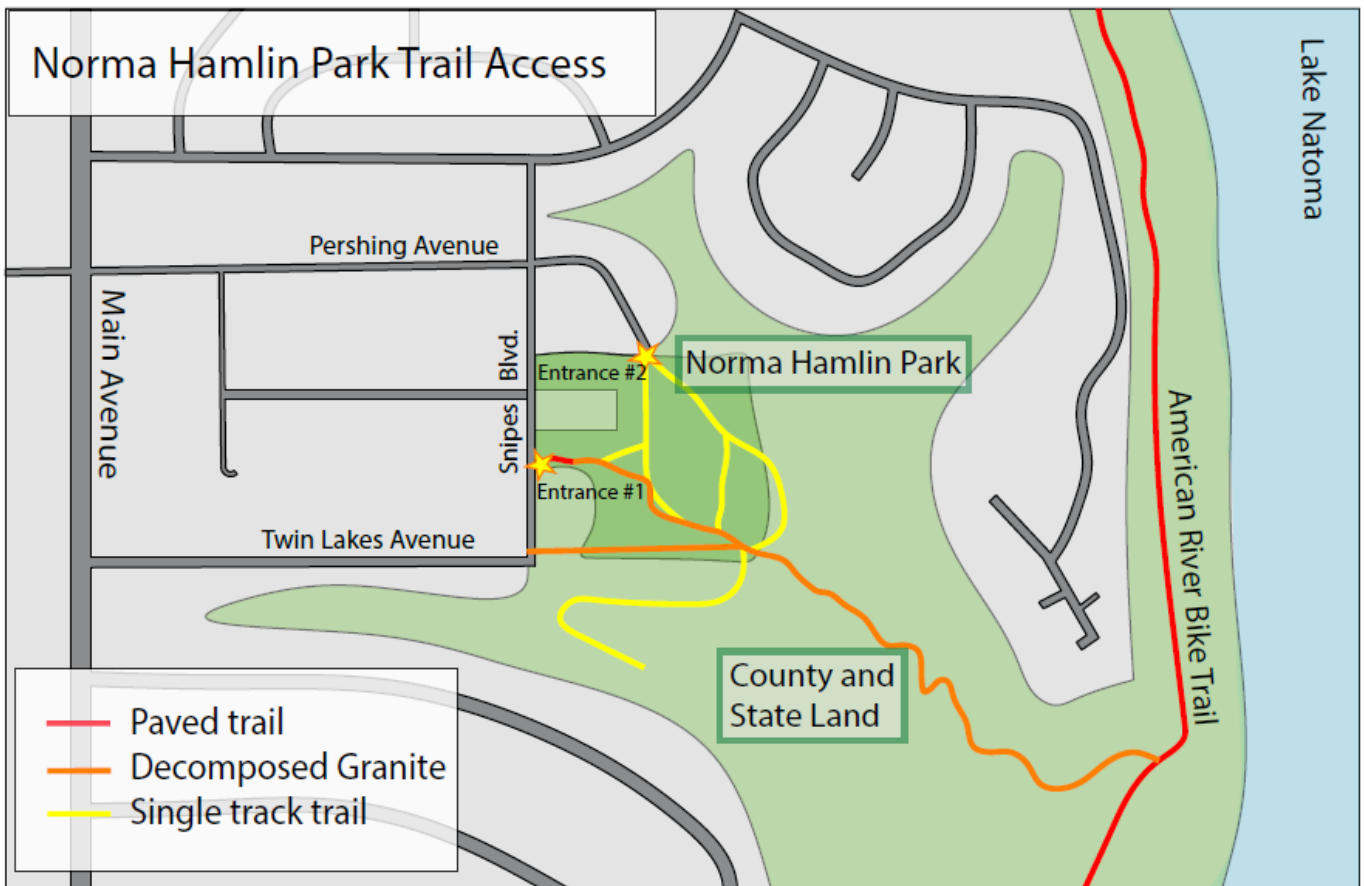 Norma Hamlin Park Trail Access
Lake Natoma
Pershing Avenue
Main Avenue
Snipes Blvd.
Entrance #2
Norma Hamlin Park
American River Bike Trail
Entrance #1
Twin Lakes Avenue
County and
State Land
Paved trail
Decomposed Granite
Single track trail